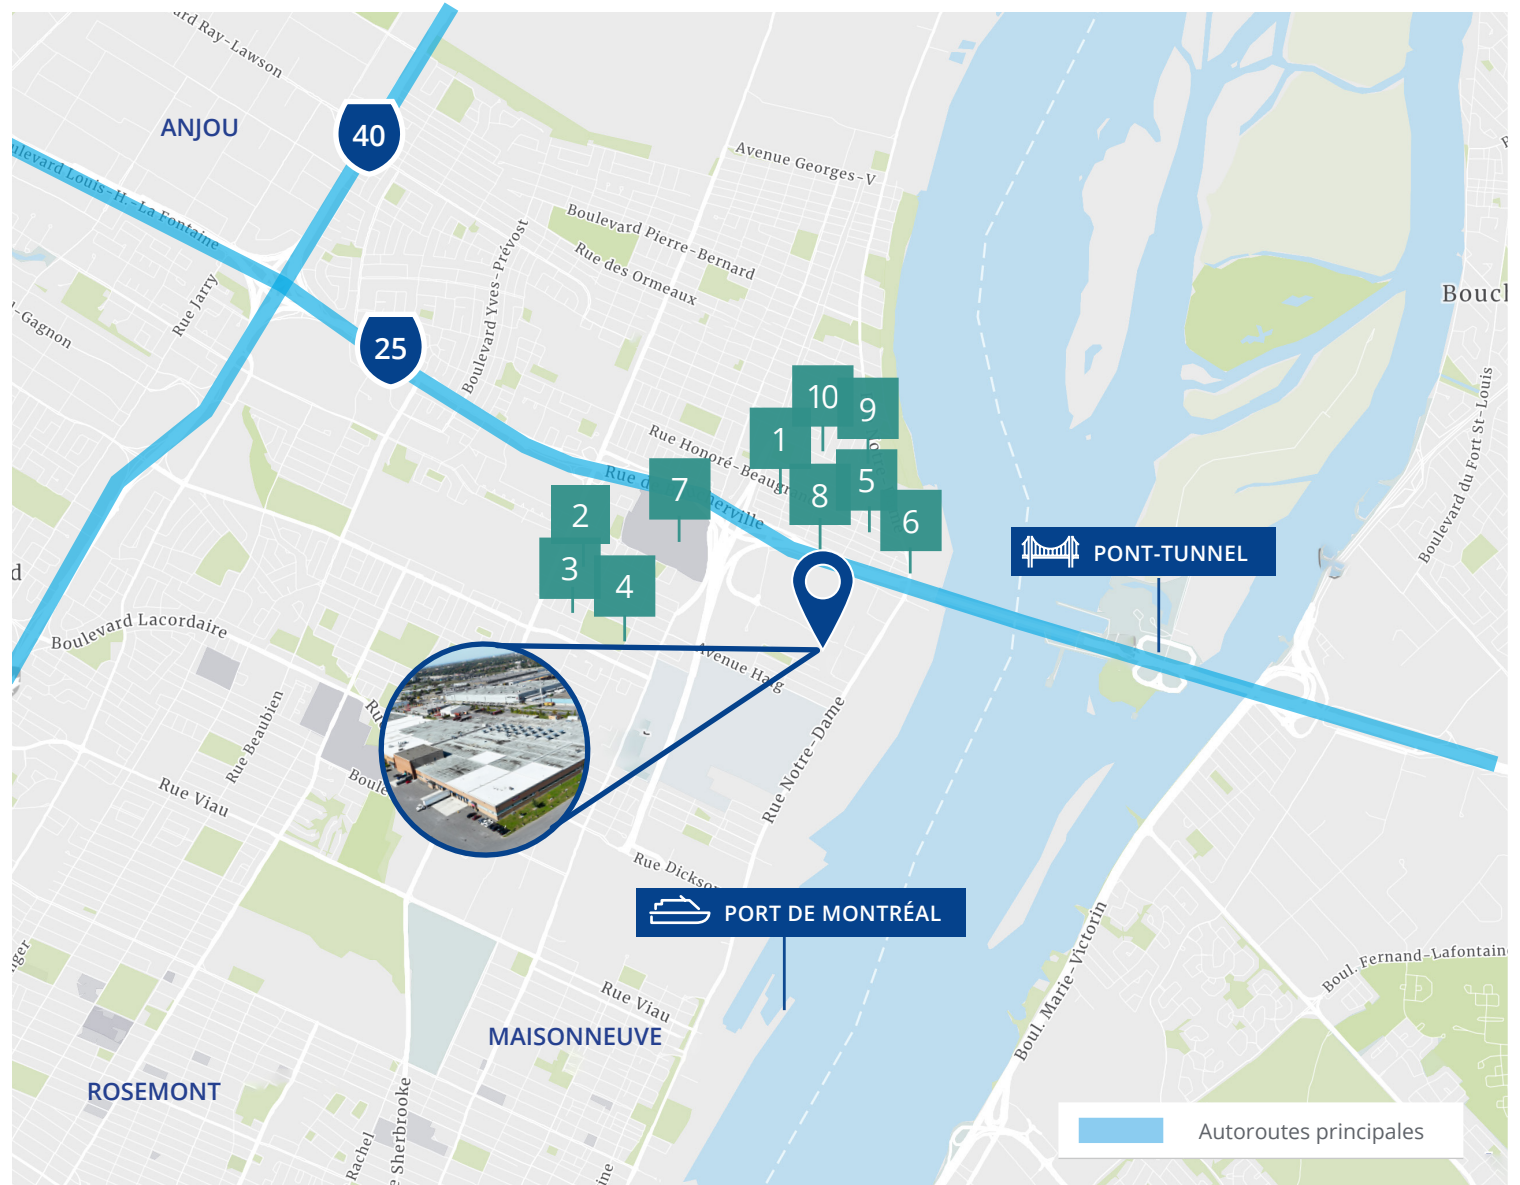 Ray-Lawson
ANJOU
40
Avenue Georges-V
Boulevard Louis-H.-La Fontaine
Boulevard Pierre-Bernard
Boulevard Yves-Prévost
Rue des Ormeaux
Rue Jarry
-Gagnon
25
10
9
1
Rue Honoré-Beaugrand
Boulevard du Fort St-Louis
7
5
8
2
6
3
4
PONT-TUNNEL
Boulevard Lacordaire
Avenue Haig
Rue Beaubien
Rue Notre-Dame
Rue Viau
Rue Dickson
PORT DE MONTRÉAL
Boul. Marie-Victorin
Boul. Fernand-Lafontaine
Rue Viau
MAISONNEUVE
ROSEMONT
Sherbrooke
Rachel
Autoroutes principales